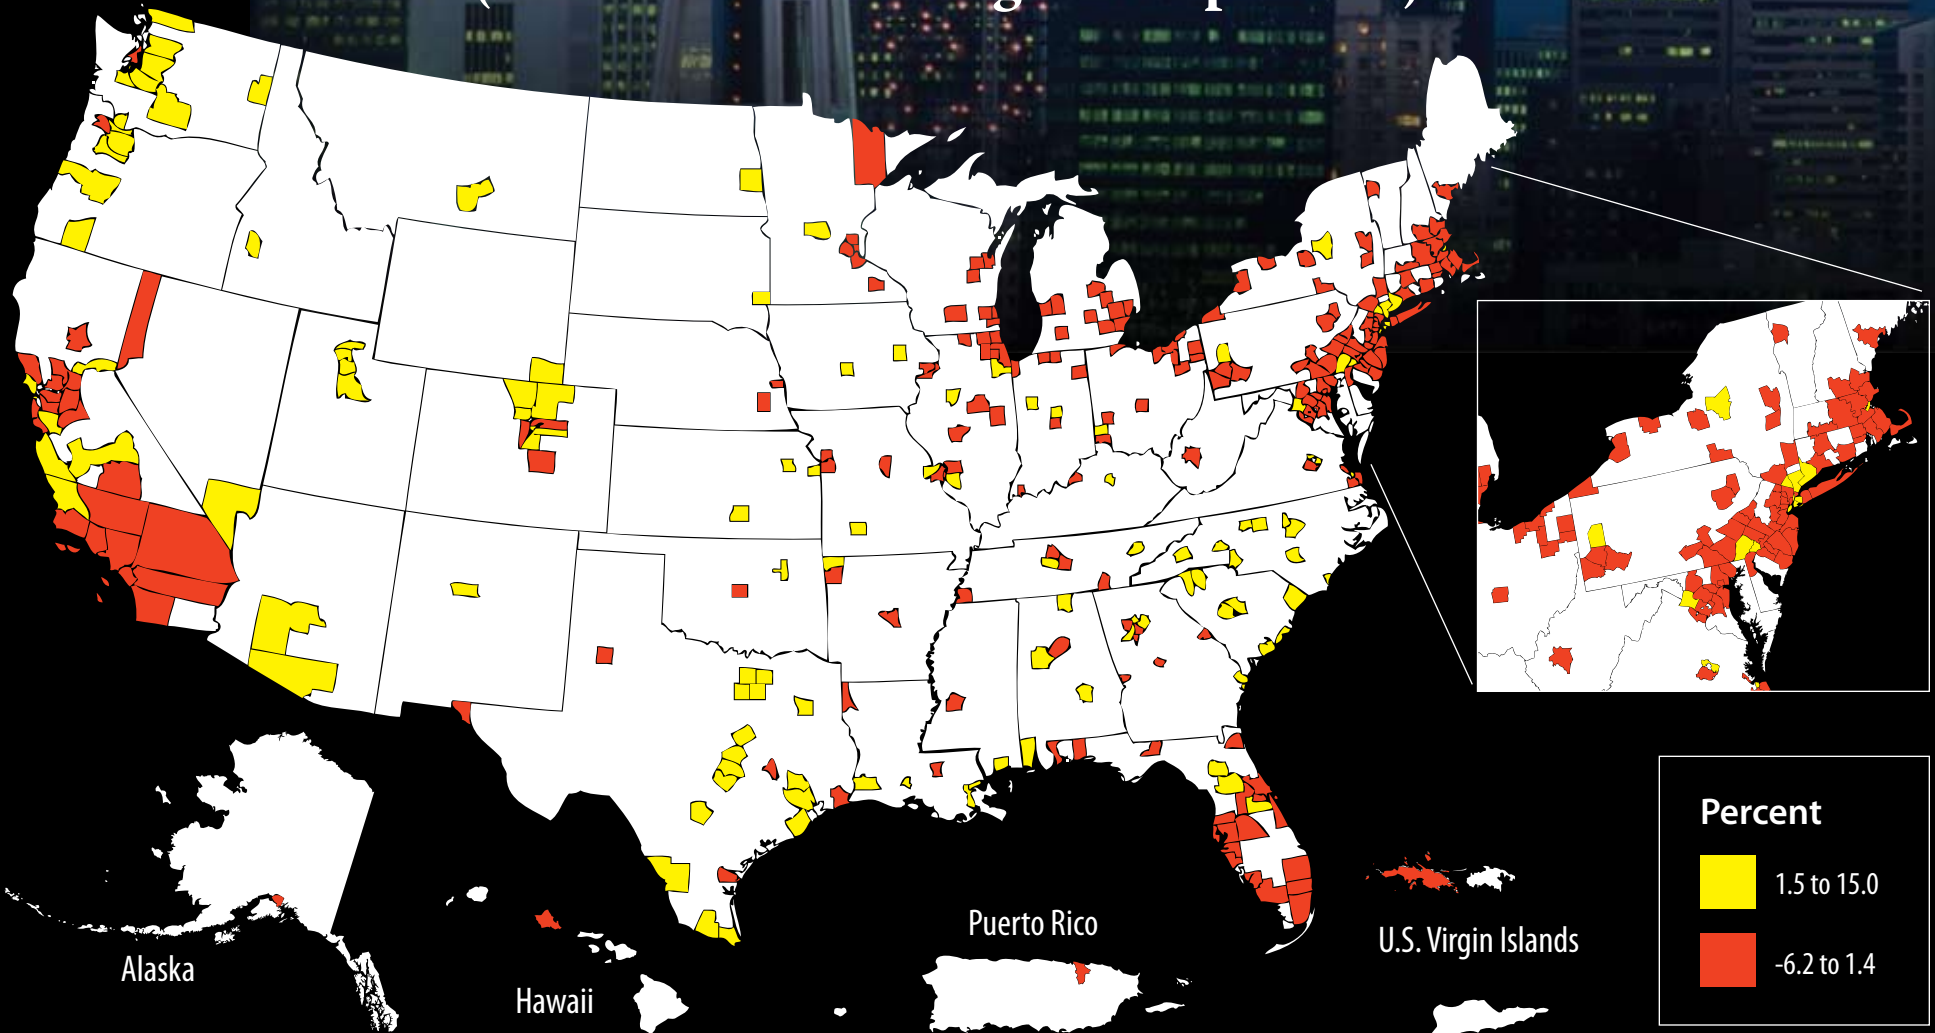 Alaska
Hawaii
Puerto Rico
U.S. Virgin Islands
Percent
1.5 to 15.0
-6.2 to 1.4